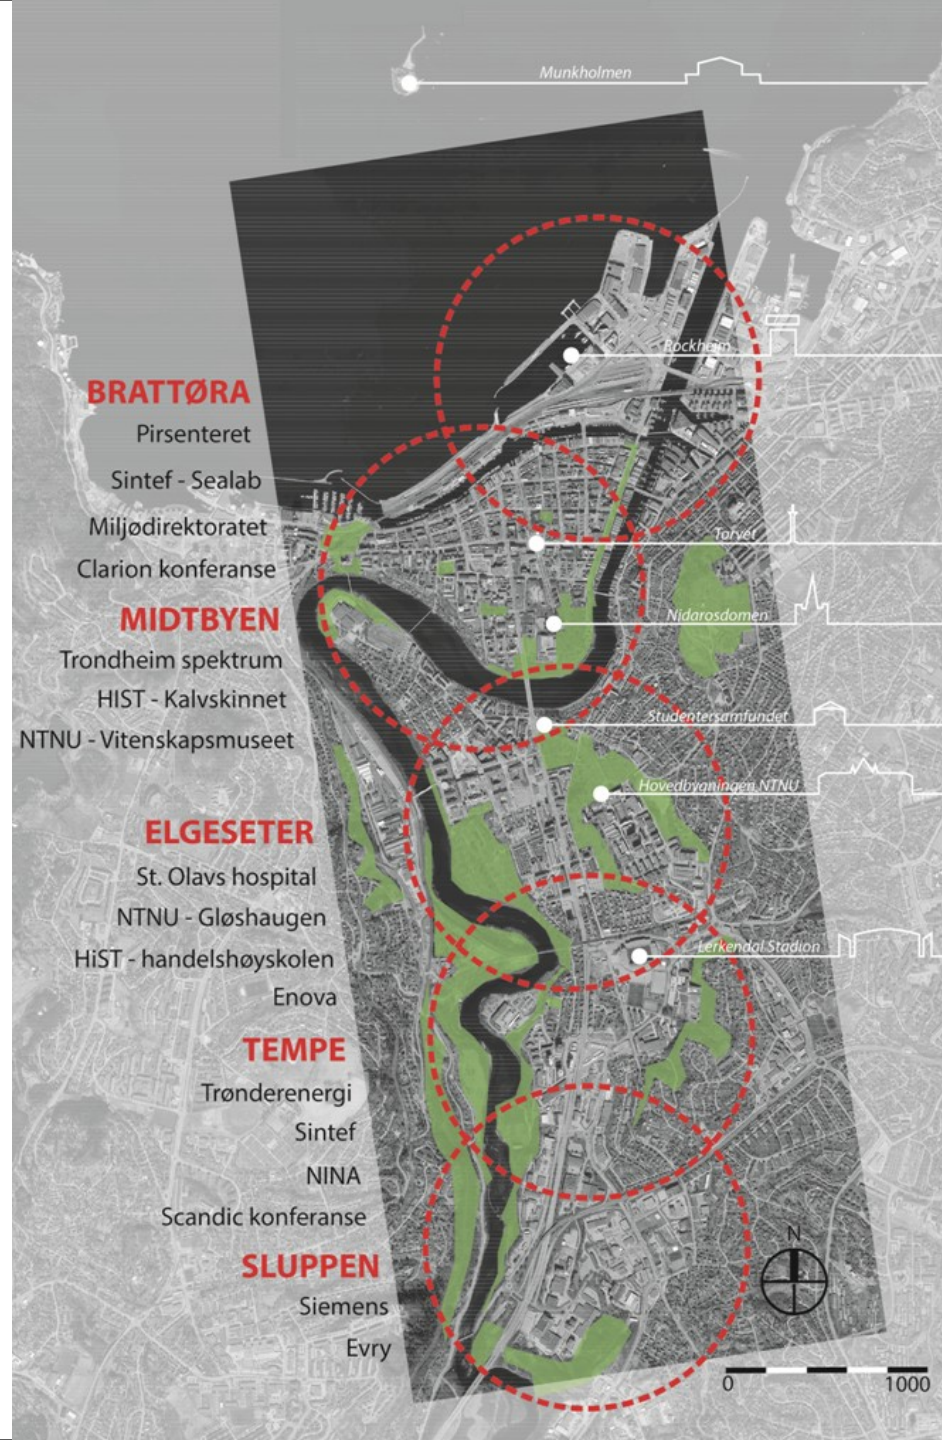 Munkholmen
Rockheim
BRATTØRA
Pirsenteret
Sintef - Sealab
Miljødirektoratet
Clarion konferanse
Torvet
MIDTBYEN
Nidarosdomen
Trondheim spektrum
HIST - Kalvskinnet
NTNU - Vitenskapsmuseet
Studentersamfundet
Hovedbygningen NTNU
ELGESETER
St. Olavs hospital
NTNU - Gløshaugen
HiST - handelshøyskolen
Enova
Lerkendal Stadion
TEMPE
Trønderenergi
Sintef
NINA
Scandic konferanse
SLUPPEN
Siemens
Evry
N
0 1000